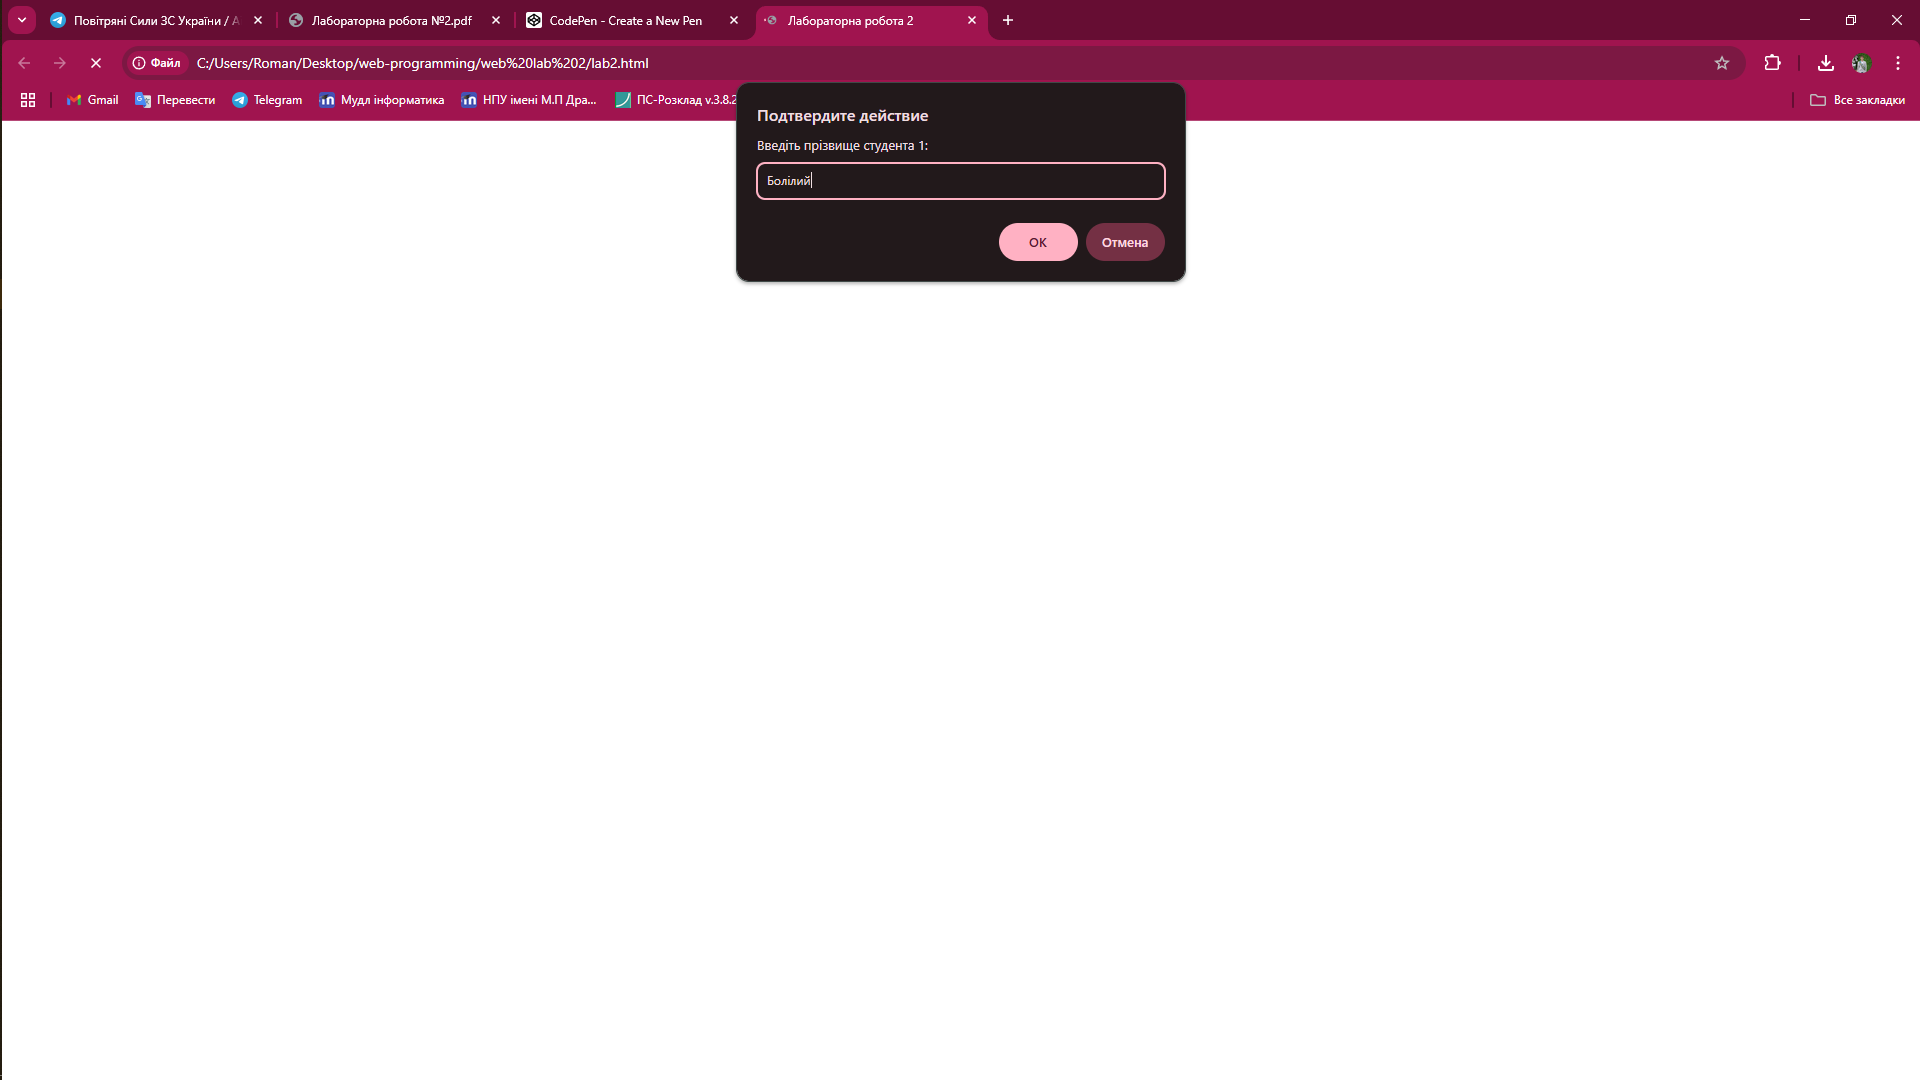 Повітряні Сили ЗС України / А
Лабораторна робота №2.pdf
CodePen - Create a New Pen
Лабораторна робота 2
Файл
C:/Users/Roman/Desktop/web-programming/web%20lab%202/lab2.html
Gmail
Перевести
Telegram
Мудл інформатика
НПУ імені М.П Дра...
ПС-Розклад v.3.8.2
Все закладки
Подтвердите действие
Введіть прізвище студента 1:
Болілий
ОК
Отмена